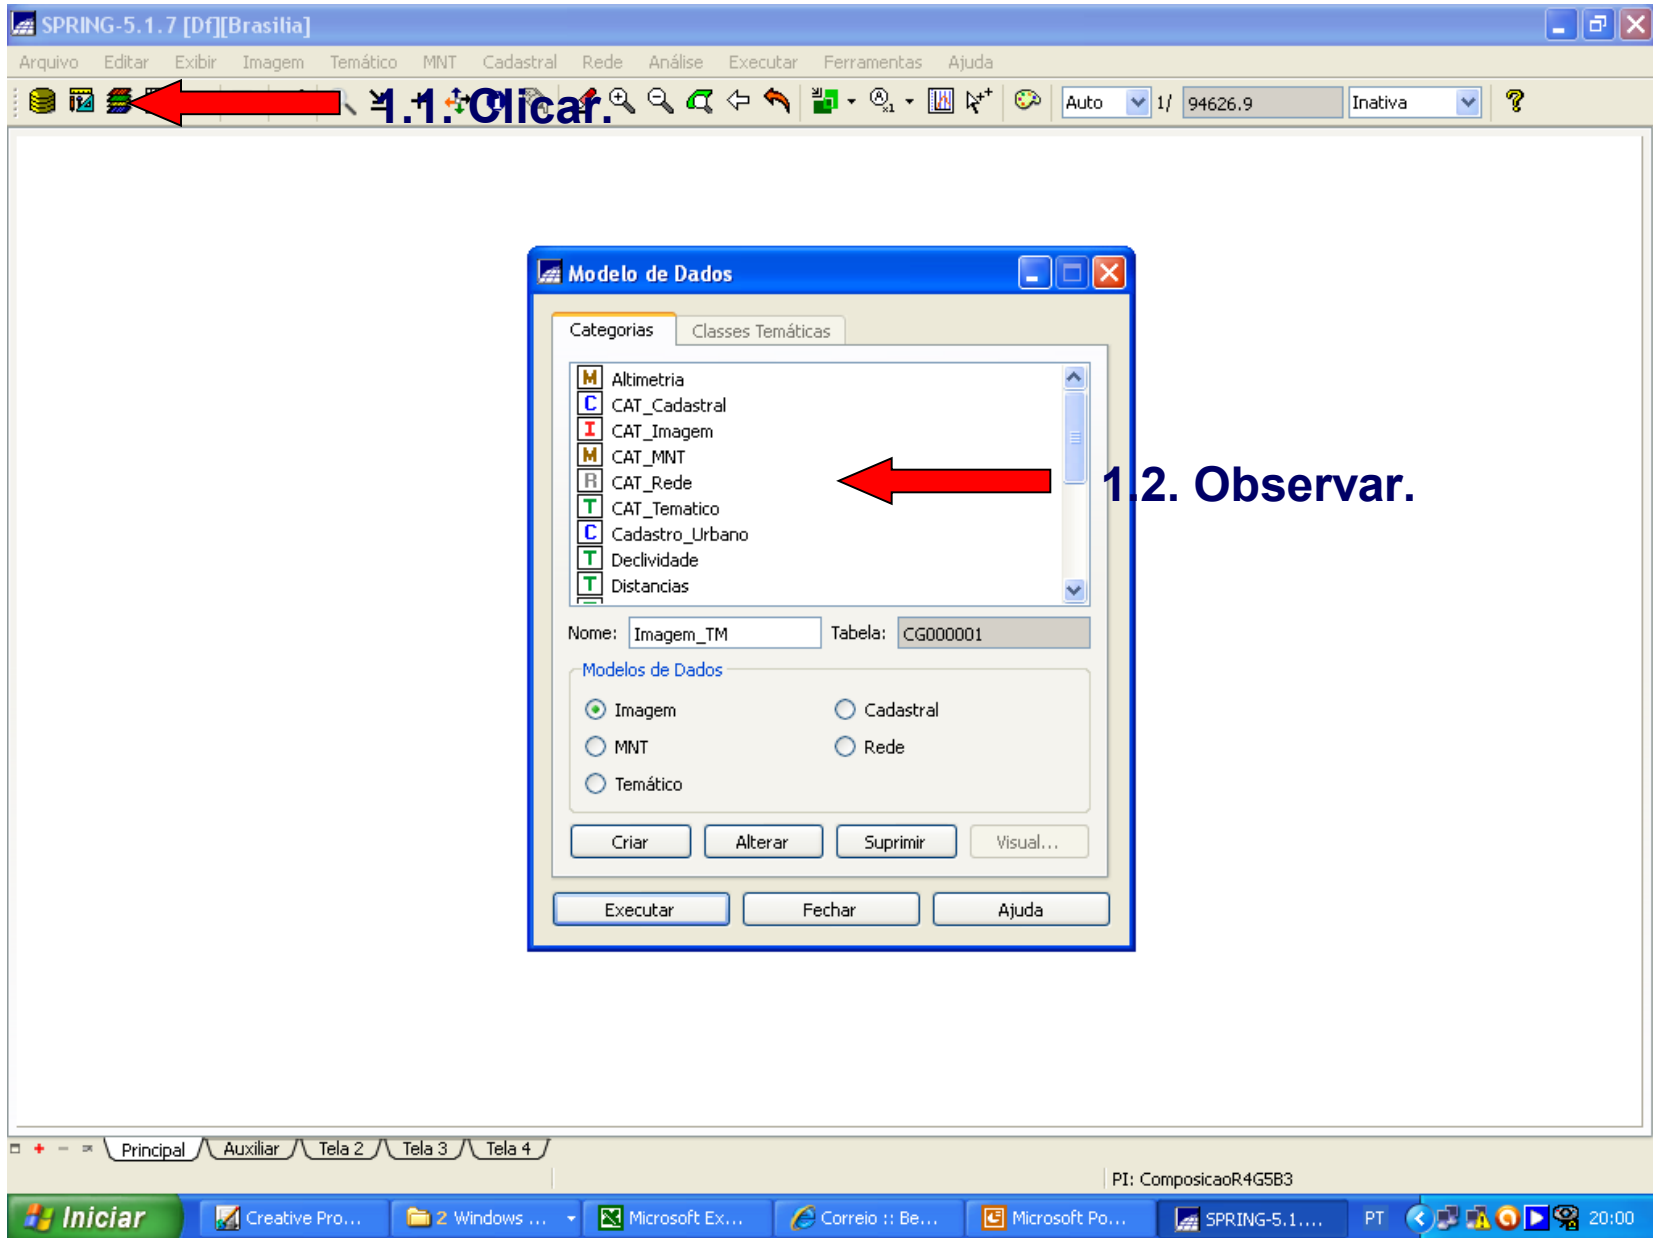 SPRING-5.1.7 [Df][Brasilia]
Arquivo Editar Exibir Imagem Temático MNT Cadastral Rede Análise Executar Ferramentas Ajuda
1.1. Clicar.
Auto 1/ 94626.9 Inativa
Modelo de Dados
Categorias Classes Temáticas
M Altimetria
C CAT_Cadastral
I CAT_Imagem
M CAT_MNT
R CAT_Rede
T CAT_Tematico
C Cadastro_Urbano
T Declividade
T Distancias
1.2. Observar.
Nome: Imagem_TM Tabela: CG000001
Modelos de Dados
Imagem Cadastral
MNT Rede
Temático
Criar Alterar Suprimir Visual...
Executar Fechar Ajuda
Principal Auxiliar Tela 2 Tela 3 Tela 4
PI: ComposicaoR4G5B3
Iniciar Creative Pro... 2 Windows ... Microsoft Ex... Correio :: Be... Microsoft Po... SPRING-5.1.... PT 20:00